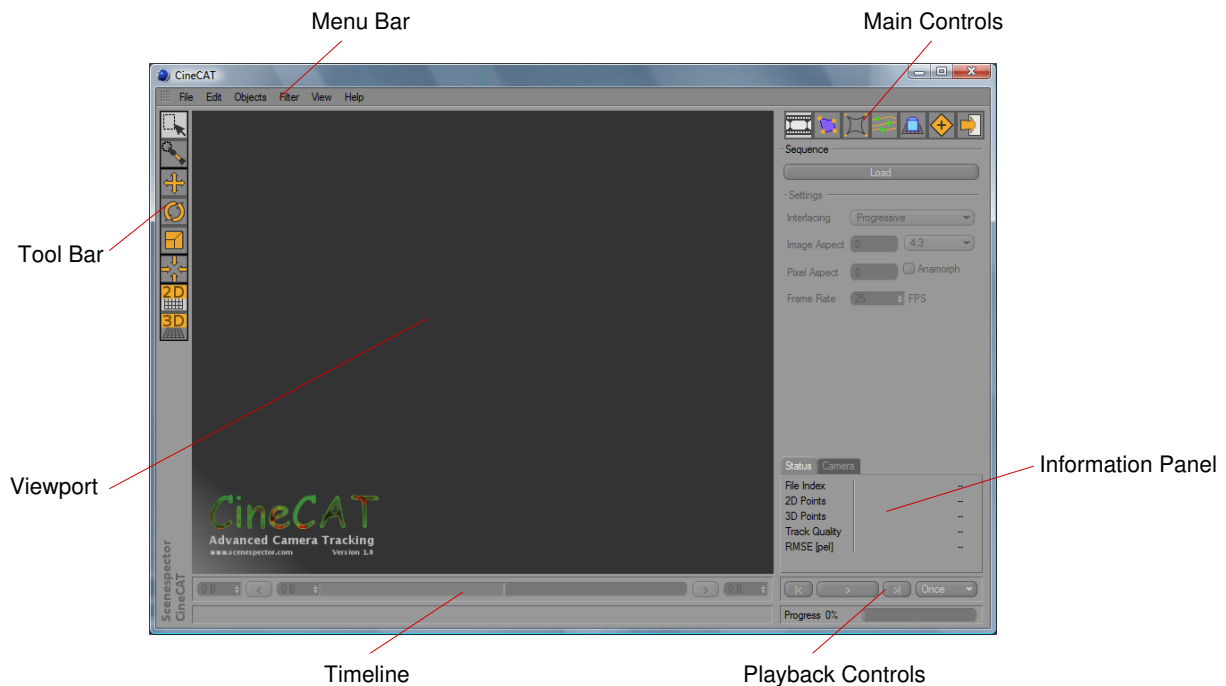 Menu Bar
Main Controls
CineCAT
File Edit Objects Filter View Help
Sequence
Load
Settings
Interlacing Progressive
Image Aspect 0 4:3
Pixel Aspect 0 Anamorph
Frame Rate 25 FPS
2D
3D
Tool Bar
Viewport
Status Camera
Information Panel
File Index --
2D Points --
3D Points --
Track Quality --
RMSE [pel] --
CineCAT
Advanced Camera Tracking
www.scenespector.com Version 1.0
Scenespector
CineCAT
0 B < 0 B > 0 B
|< > >| Once
Progress 0%
Timeline
Playback Controls